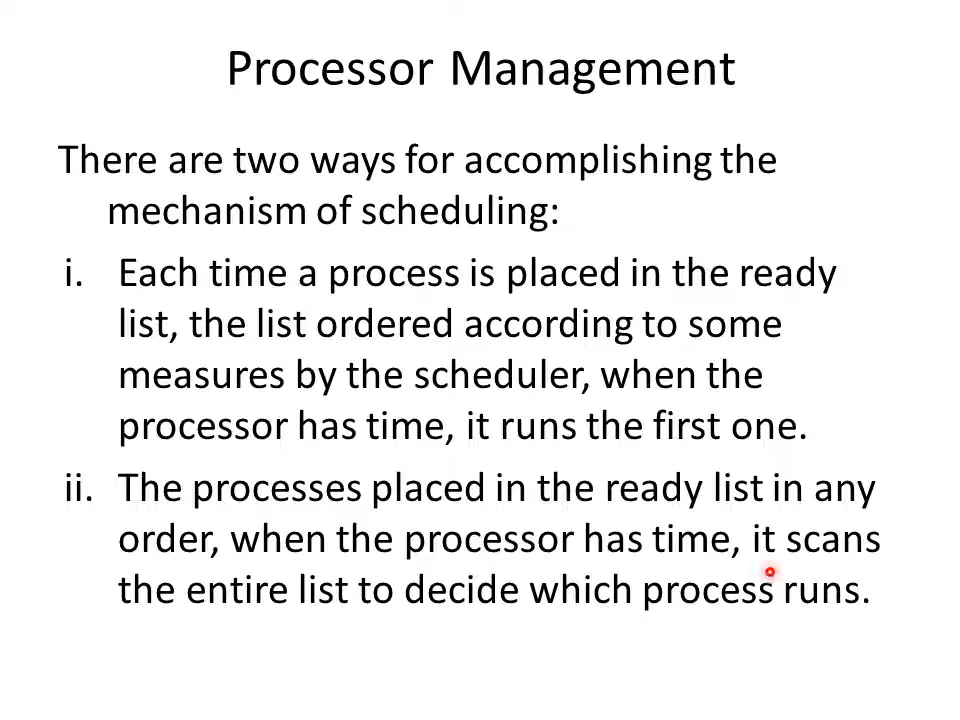 Processor Management
There are two ways for accomplishing the
mechanism of scheduling:
i. Each time a process is placed in the ready
list, the list ordered according to some
measures by the scheduler, when the
processor has time, it runs the first one.
ii. The processes placed in the ready list in any
order, when the processor has time, it scans
the entire list to decide which process runs.